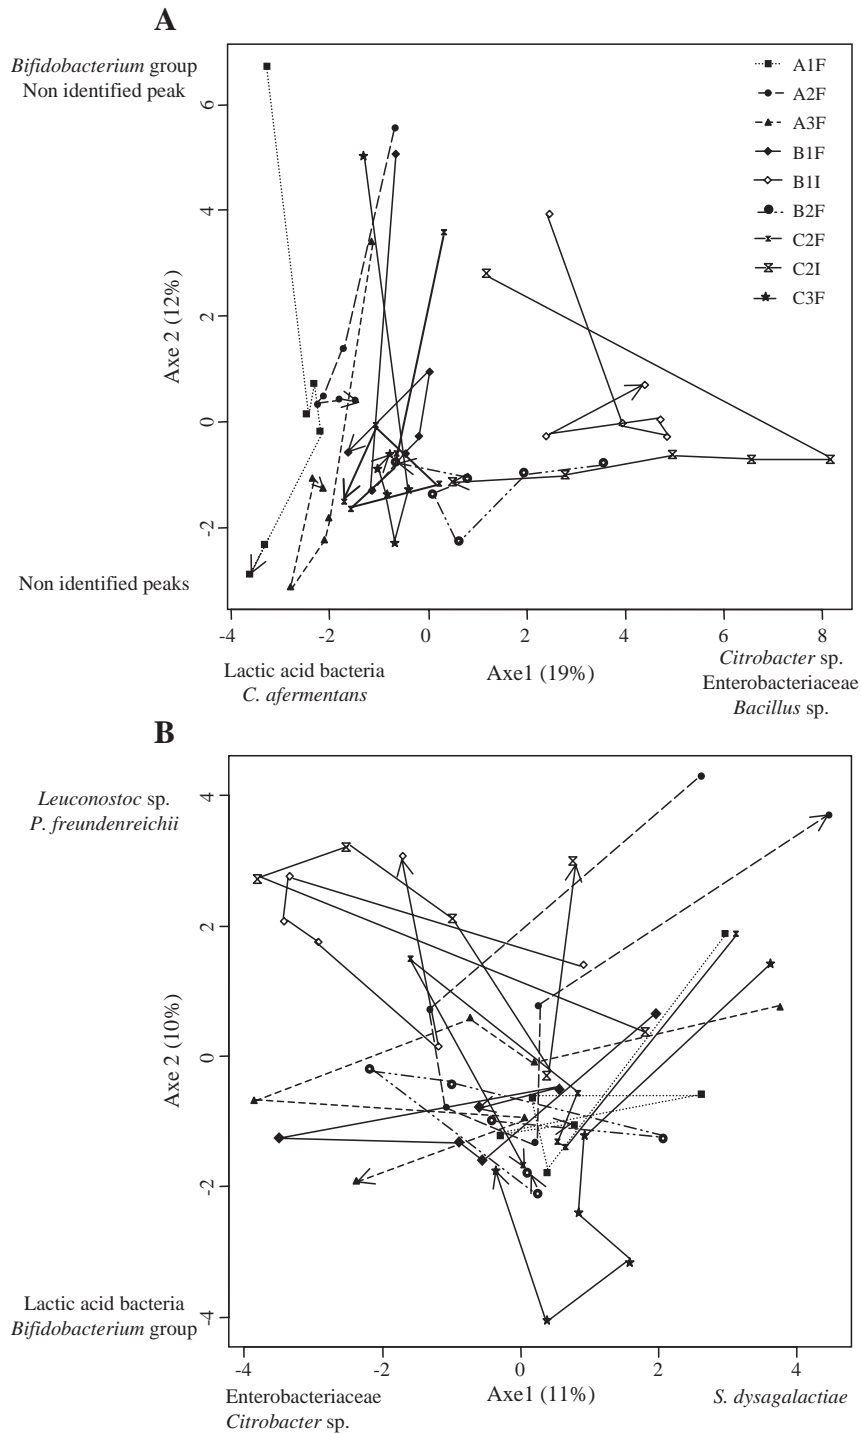 A
Bifidobacterium group
Non identified peak
Non identified peaks
Axe 2 (12%)
6
4
2
0
-2
A1F
A2F
A3F
B1F
B1I
B2F
C2F
C2I
C3F
-4
-2
0
2
4
6
8
Lactic acid bacteria
C. afermentans
Axe1 (19%)
Citrobacter sp.
Enterobacteriaceae
Bacillus sp.
B
Leuconostoc sp.
P. freundenreichii
Axe 2 (10%)
4
2
0
-2
-4
Lactic acid bacteria
Bifidobacterium group
-4
-2
0
2
4
Enterobacteriaceae
Citrobacter sp.
Axe1 (11%)
S. dysagalactiae